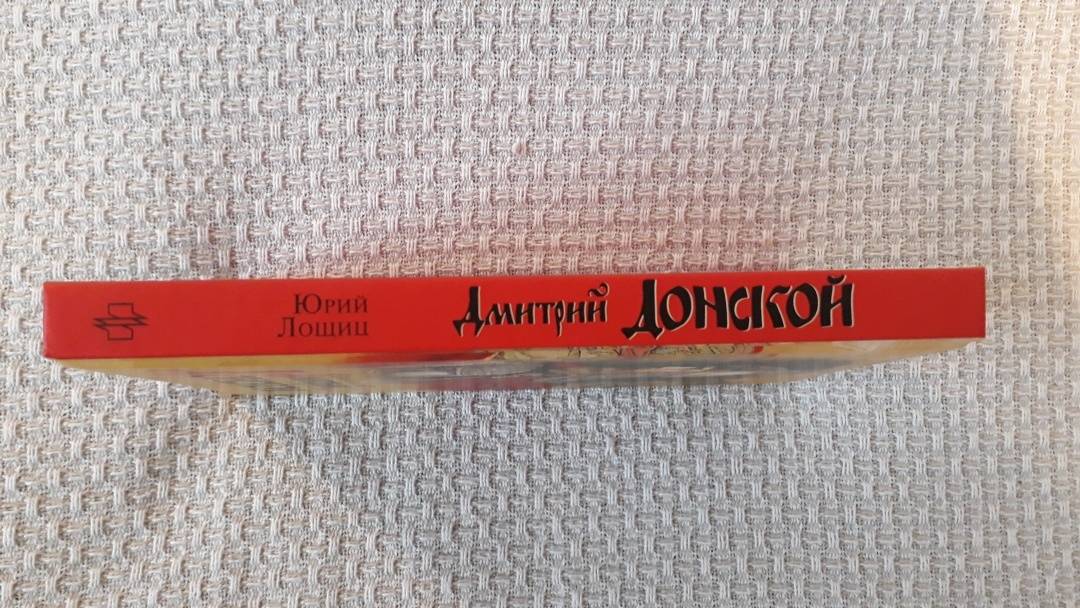 Юрий
Лощиц
Дмитрий Донской